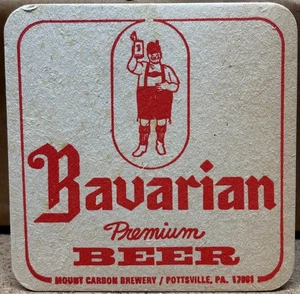 Bavarian
Premium
BEER
MOUNT CARBON BREWERY / POTTSVILLE, PA. 17901